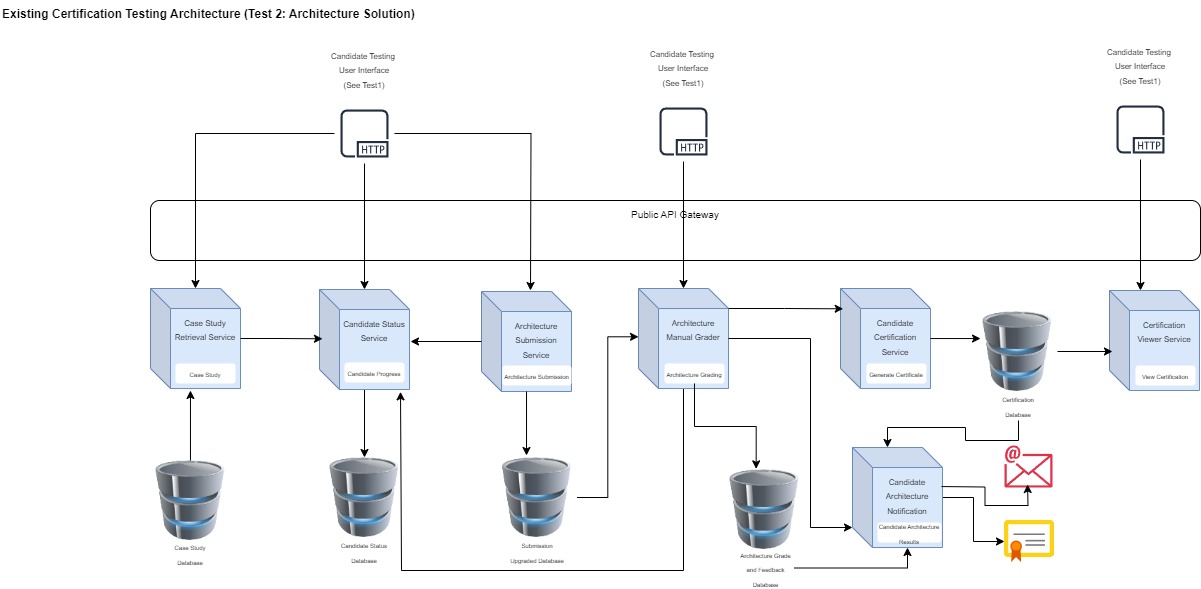 Existing Certification Testing Architecture (Test 2: Architecture Solution)
Candidate Testing
User Interface
(See Test1)
Candidate Testing
User Interface
(See Test1)
Candidate Testing
User Interface
(See Test1)
HTTP
HTTP
HTTP
Public API Gateway
Case Study
Retrieval Service
Case Study
Candidate Status
Service
Candidate Progress
Architecture
Submission
Service
Architecture Submission
Architecture
Manual Grader
Architecture Grading
Candidate
Certification
Service
Generate Certificate
Certification
Database
Certification
Viewer Service
View Certification
Case Study
Database
Candidate Status
Database
Submission
Upgraded Database
Architecture Grade
and Feedback
Database
Candidate
Architecture
Notification
Candidate Architecture
Results
@